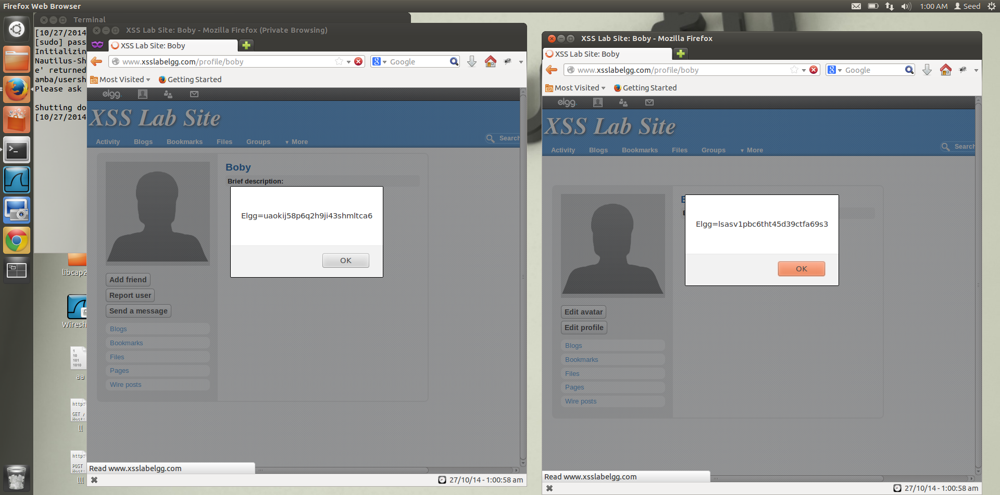 Firefox Web Browser
1:00 AM Seed
Terminal
[10/27/2014
[sudo] pass
Initializin
Nautilus-Sh
e' returned
amba/usersh
Please ask
Shutting do
[10/27/2014
libcap2
Wiresh
1
10
101
1010
aa
http:
GET /
Host:
ll
http:
POST
Host:
lll
XSS Lab Site: Boby - Mozilla Firefox (Private Browsing)
XSS Lab Site: Boby
www.xsslabelgg.com/profile/boby
8 Google
Most Visited Getting Started
elgg.
XSS Lab Site
Activity Blogs Bookmarks Files Groups ▼ More
Search
Boby
Brief description:
Elgg=uaokij58p6q2h9ji43shmltca6
OK
Add friend
Report user
Send a message
Blogs
Bookmarks
Files
Pages
Wire posts
Read www.xsslabelgg.com
27/10/14 - 1:00:58 am
XSS Lab Site: Boby - Mozilla Firefox
XSS Lab Site: Boby
www.xsslabelgg.com/profile/boby
8 Google
Most Visited Getting Started
elgg.
XSS Lab Site
Activity Blogs Bookmarks Files Groups ▼ More
Search
Elgg=lsasv1pbc6tht45d39ctfa69s3
OK
Edit avatar
Edit profile
Blogs
Bookmarks
Files
Pages
Wire posts
Read www.xsslabelgg.com
27/10/14 - 1:00:58 am